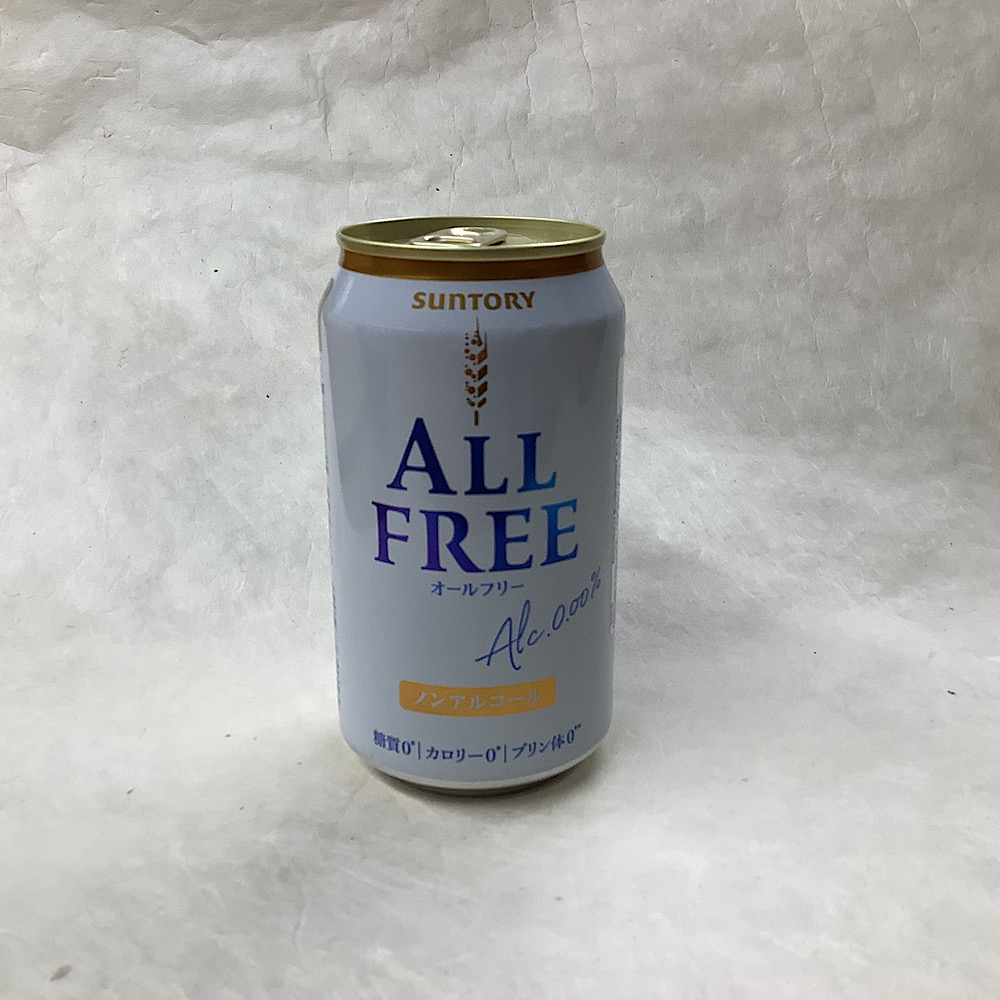 SUNTORY
ALL
FREE
オールフリー
Alc.0.00%
ノンアルコール
糖質0*|カロリー0*|プリン体0**